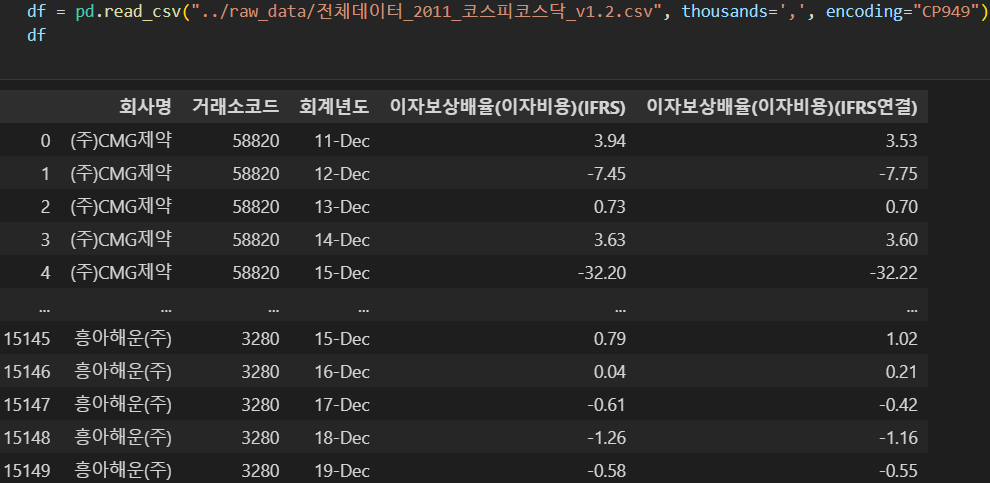 df = pd.read_csv("../raw_data/전체데이터_2011_코스피코스닥_v1.2.csv", thousands=',', encoding="CP949")
df
회사명 거래소코드 회계년도 이자보상배율(이자비용)(IFRS) 이자보상배율(이자비용)(IFRS연결)
0 (주)CMG제약 58820 11-Dec 3.94 3.53
1 (주)CMG제약 58820 12-Dec -7.45 -7.75
2 (주)CMG제약 58820 13-Dec 0.73 0.70
3 (주)CMG제약 58820 14-Dec 3.63 3.60
4 (주)CMG제약 58820 15-Dec -32.20 -32.22
... ... ... ... ... ...
15145 흥아해운(주) 3280 15-Dec 0.79 1.02
15146 흥아해운(주) 3280 16-Dec 0.04 0.21
15147 흥아해운(주) 3280 17-Dec -0.61 -0.42
15148 흥아해운(주) 3280 18-Dec -1.26 -1.16
15149 흥아해운(주) 3280 19-Dec -0.58 -0.55